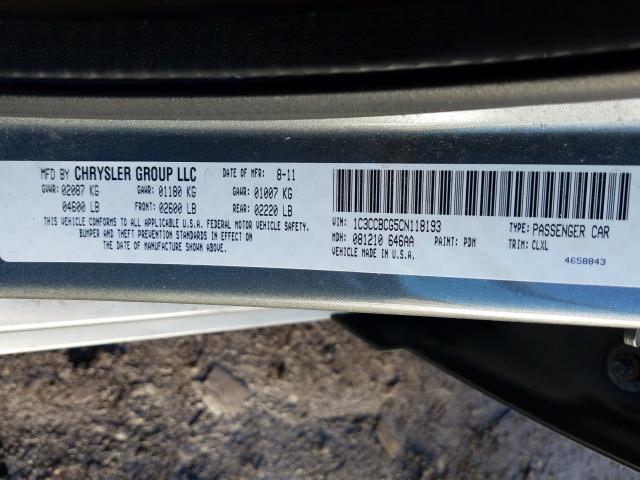 MFD BY CHRYSLER GROUP LLC DATE OF MFR: 8-11
GVWR: 02087 KG GAWR: 01180 KG GAWR: 01007 KG
04600 LB FRONT: 02600 LB REAR: 02220 LB
THIS VEHICLE CONFORMS TO ALL APPLICABLE U.S.A. FEDERAL MOTOR VEHICLE SAFETY,
BUMPER AND THEFT PREVENTION STANDARDS IN EFFECT ON
THE DATE OF MANUFACTURE SHOWN ABOVE.
VIN: 1C3CCBCG5CN118193 TYPE: PASSENGER CAR
MDH: 081210 646AA PAINT: PDM TRIM: CLXL
VEHICLE MADE IN U.S.A.
4658843